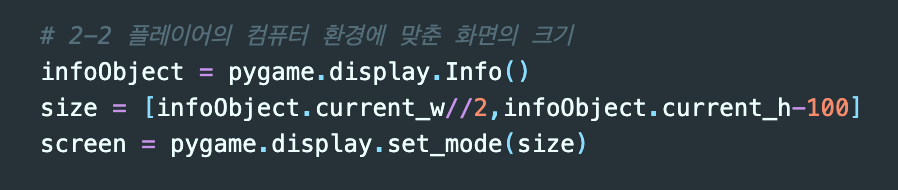 # 2-2 플레이어의 컴퓨터 환경에 맞춘 화면의 크기
infoObject = pygame.display.Info()
size = [infoObject.current_w//2,infoObject.current_h-100]
screen = pygame.display.set_mode(size)